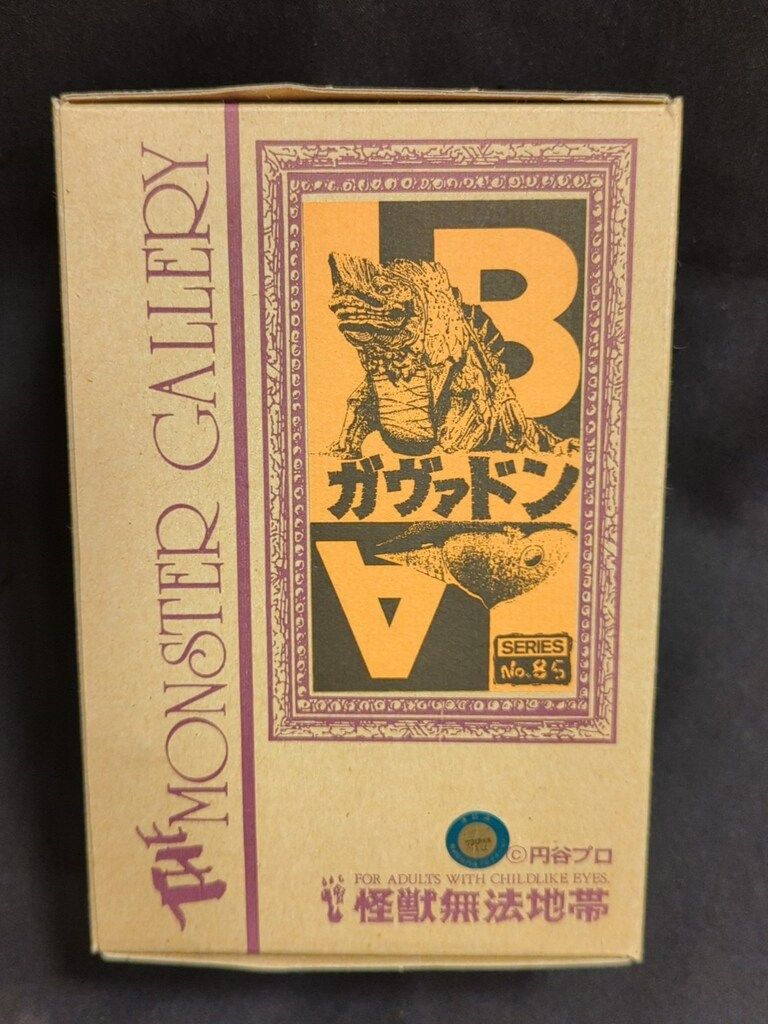 THE MONSTER GALLERY
B
ガヴァドン
A
SERIES
No.85
©円谷プロ
FOR ADULTS WITH CHILDLIKE EYES.
怪獣無法地帯